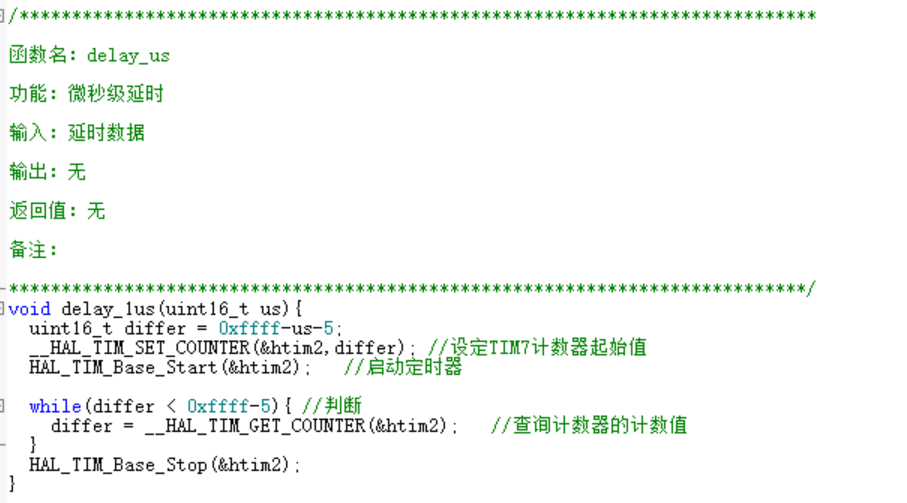 /****************************************************************************
函数名：delay_us
功能：微秒级延时
输入：延时数据
输出：无
返回值：无
备注：
****************************************************************************/
void delay_1us(uint16_t us){
  uint16_t differ = 0xffff-us-5;
  __HAL_TIM_SET_COUNTER(&htim2,differ); //设定TIM7计数器起始值
  HAL_TIM_Base_Start(&htim2);   //启动定时器
  while(differ < 0xffff-5){ //判断
    differ = __HAL_TIM_GET_COUNTER(&htim2);   //查询计数器的计数值
  }
  HAL_TIM_Base_Stop(&htim2);
}